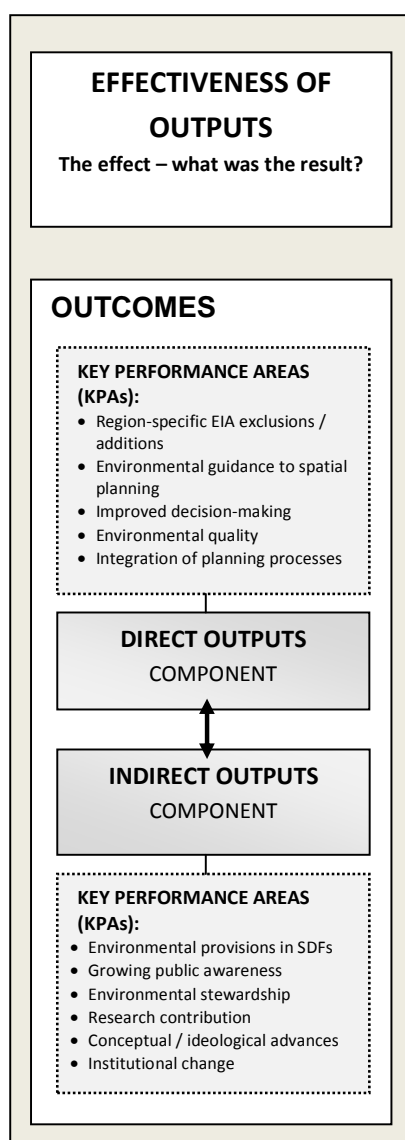 EFFECTIVENESS OF
OUTPUTS
The effect – what was the result?
OUTCOMES
KEY PERFORMANCE AREAS
(KPAs):
• Region-specific EIA exclusions /
additions
• Environmental guidance to spatial
planning
• Improved decision-making
• Environmental quality
• Integration of planning processes
DIRECT OUTPUTS
COMPONENT
INDIRECT OUTPUTS
COMPONENT
KEY PERFORMANCE AREAS
(KPAs):
• Environmental provisions in SDFs
• Growing public awareness
• Environmental stewardship
• Research contribution
• Conceptual / ideological advances
• Institutional change